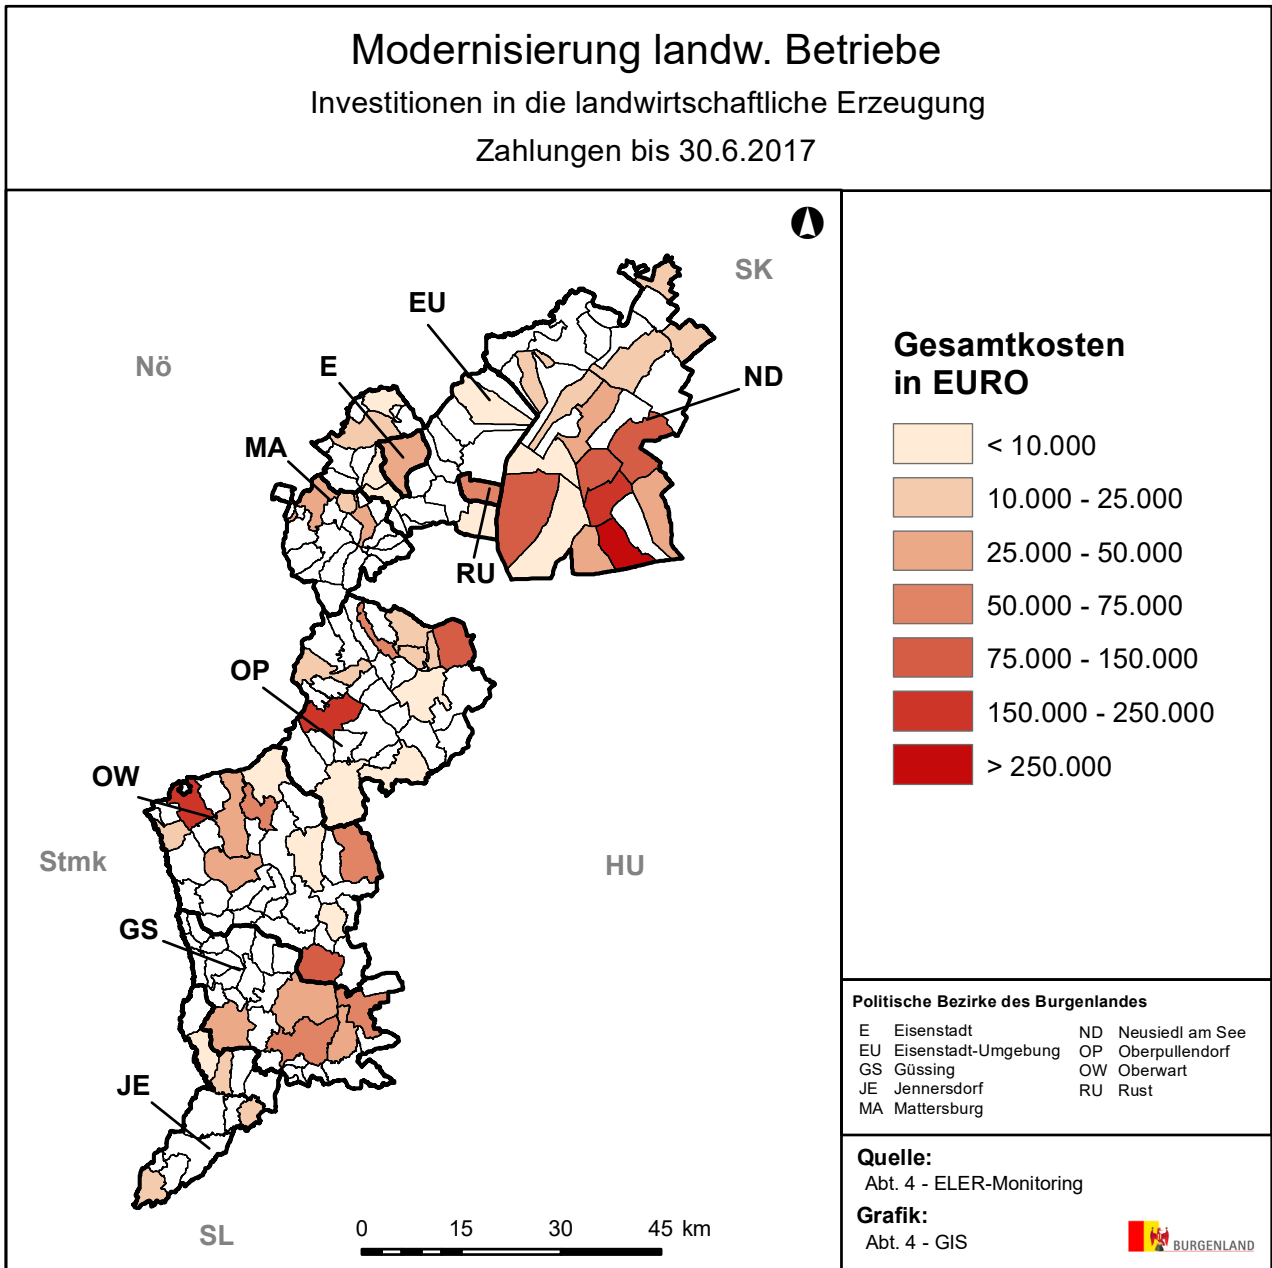 Modernisierung landw. Betriebe
Investitionen in die landwirtschaftliche Erzeugung
Zahlungen bis 30.6.2017
SK
EU
Nö
E
ND
MA
RU
OP
OW
Stmk
HU
GS
JE
SL
0 15 30 45 km
Gesamtkosten
in EURO
< 10.000
10.000 - 25.000
25.000 - 50.000
50.000 - 75.000
75.000 - 150.000
150.000 - 250.000
> 250.000
Politische Bezirke des Burgenlandes
E Eisenstadt
EU Eisenstadt-Umgebung
GS Güssing
JE Jennersdorf
MA Mattersburg
ND Neusiedl am See
OP Oberpullendorf
OW Oberwart
RU Rust
Quelle:
Abt. 4 - ELER-Monitoring
Grafik:
Abt. 4 - GIS
BURGENLAND